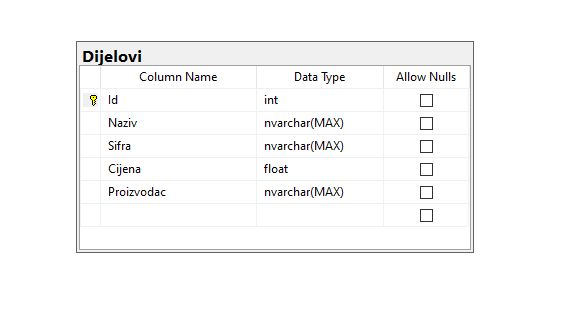 Dijelovi
Column Name Data Type Allow Nulls
Id int
Naziv nvarchar(MAX)
Sifra nvarchar(MAX)
Cijena float
Proizvodac nvarchar(MAX)